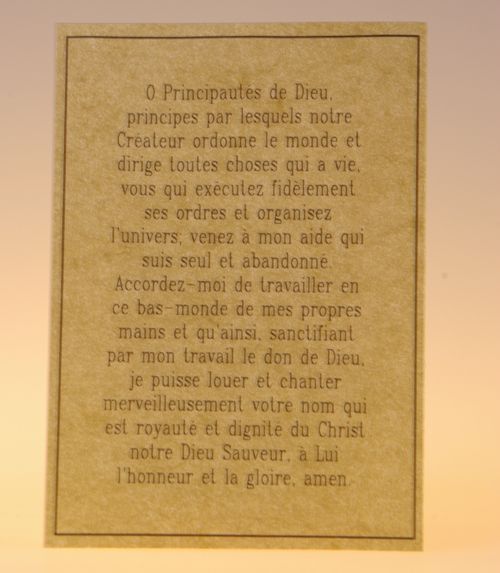 O Principautés de Dieu,
principes par lesquels notre
Créateur ordonne le monde et
dirige toutes choses qui a vie,
vous qui exécutez fidèlement
ses ordres et organisez
l'univers; venez à mon aide qui
suis seul et abandonné.
Accordez-moi de travailler en
ce bas-monde de mes propres
mains et qu'ainsi, sanctifiant
par mon travail le don de Dieu,
je puisse louer et chanter
merveilleusement votre nom qui
est royauté et dignité du Christ
notre Dieu Sauveur, à Lui
l'honneur et la gloire, amen.